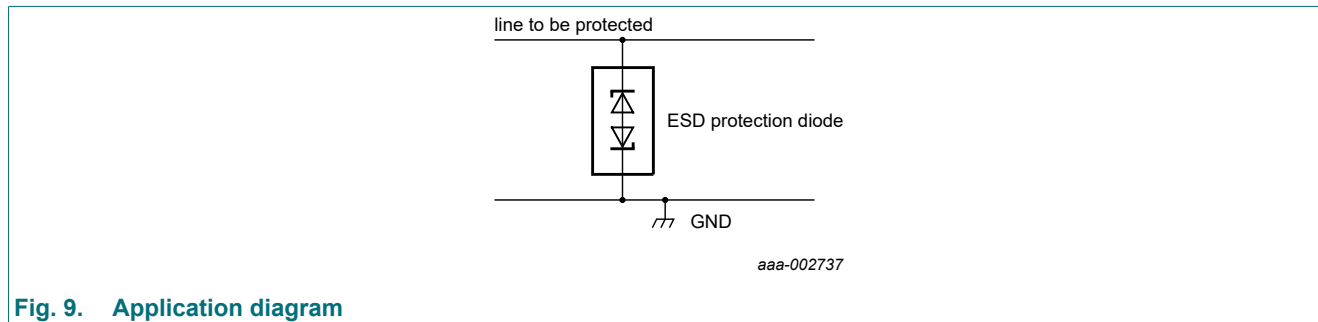 line to be protected
ESD protection diode
GND
aaa-002737
Fig. 9. Application diagram